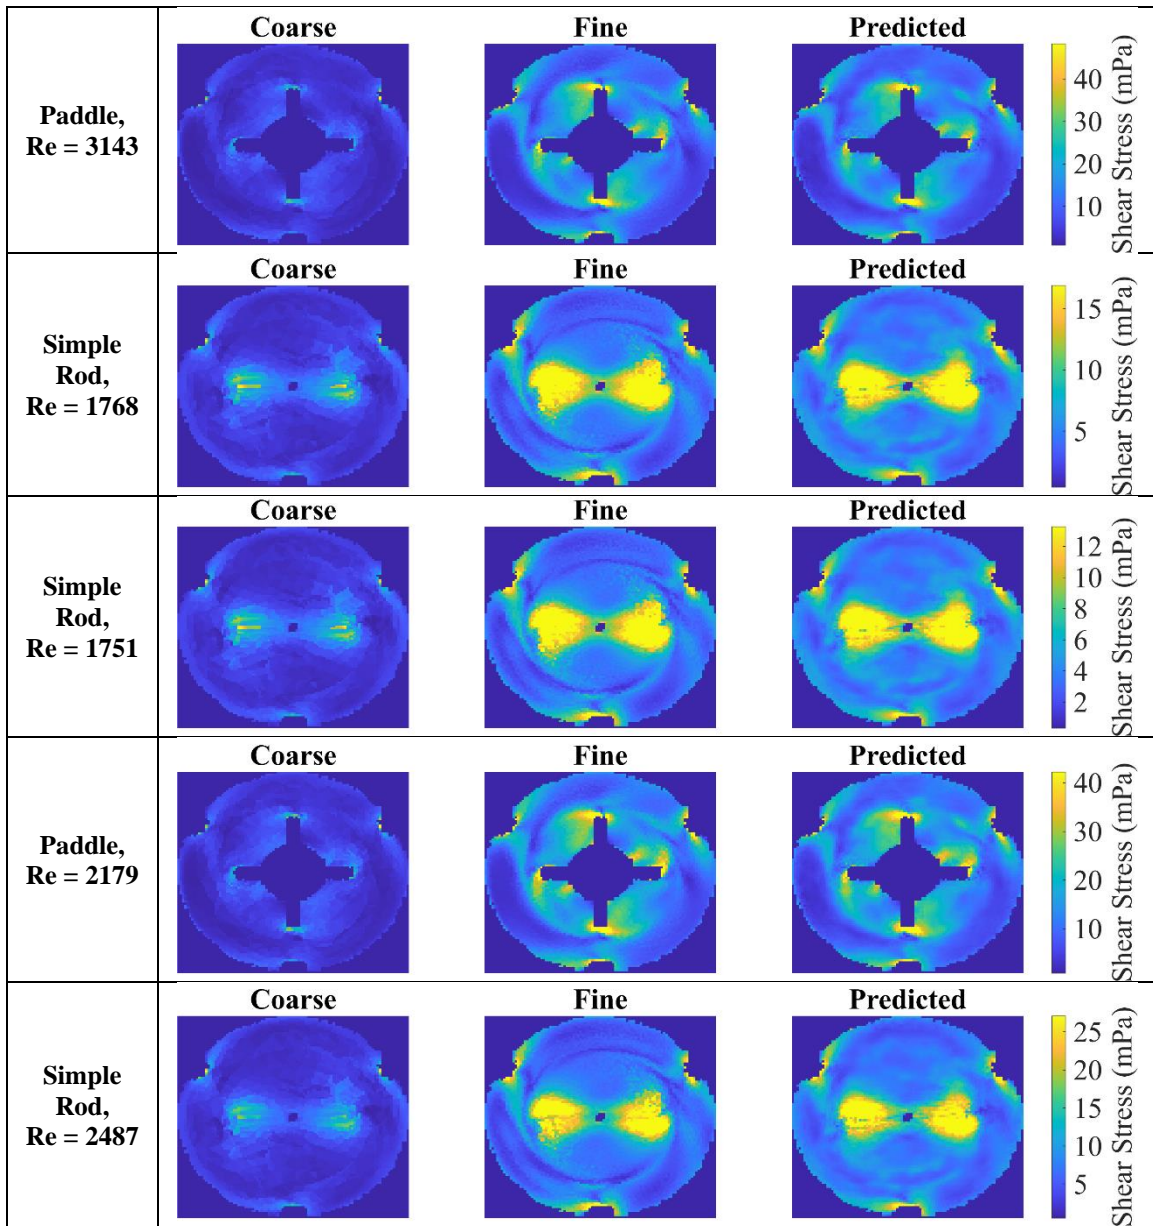 Coarse Fine Predicted
Paddle,
Re = 3143
40
30
20
10
Shear Stress (mPa)
Coarse Fine Predicted
Simple
Rod,
Re = 1768
15
10
5
Shear Stress (mPa)
Coarse Fine Predicted
Simple
Rod,
Re = 1751
12
10
8
6
4
2
Shear Stress (mPa)
Coarse Fine Predicted
Paddle,
Re = 2179
40
30
20
10
Shear Stress (mPa)
Coarse Fine Predicted
Simple
Rod,
Re = 2487
25
20
15
10
5
Shear Stress (mPa)